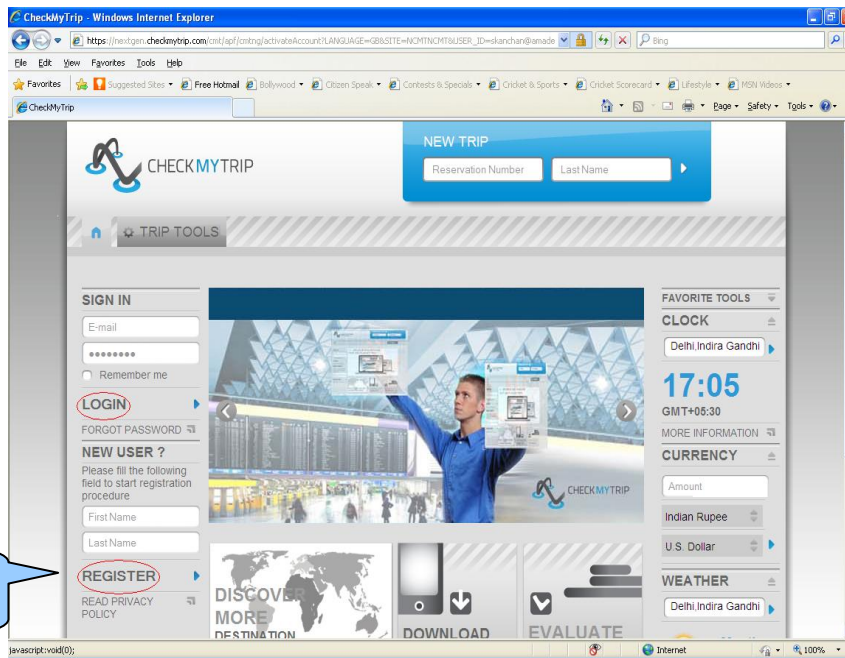 CheckMyTrip - Windows Internet Explorer
https://nextgen.checkmytrip.com/cmt/apf/cmtng/activateAccount?LANGUAGE=GB&SITE=NCMTNCMT&USER_ID=skanchan@amade
Bing
File Edit View Favorites Tools Help
Favorites Suggested Sites Free Hotmail Bollywood Citizen Speak Contests & Specials Cricket & Sports Cricket Scorecard Lifestyle MSN Videos
CheckMyTrip
Page Safety Tools
CHECKMYTRIP
NEW TRIP
Reservation Number Last Name
TRIP TOOLS
SIGN IN
E-mail
Remember me
LOGIN
FORGOT PASSWORD
NEW USER ?
Please fill the following
field to start registration
procedure
First Name
Last Name
REGISTER
READ PRIVACY
POLICY
CHECKMYTRIP
DISCOVER
MORE
DESTINATION
DOWNLOAD
EVALUATE
FAVORITE TOOLS
CLOCK
Delhi,Indira Gandhi
17:05
GMT+05:30
MORE INFORMATION
CURRENCY
Amount
Indian Rupee
U.S. Dollar
WEATHER
Delhi,Indira Gandhi
javascript:void(0);
Internet
100%